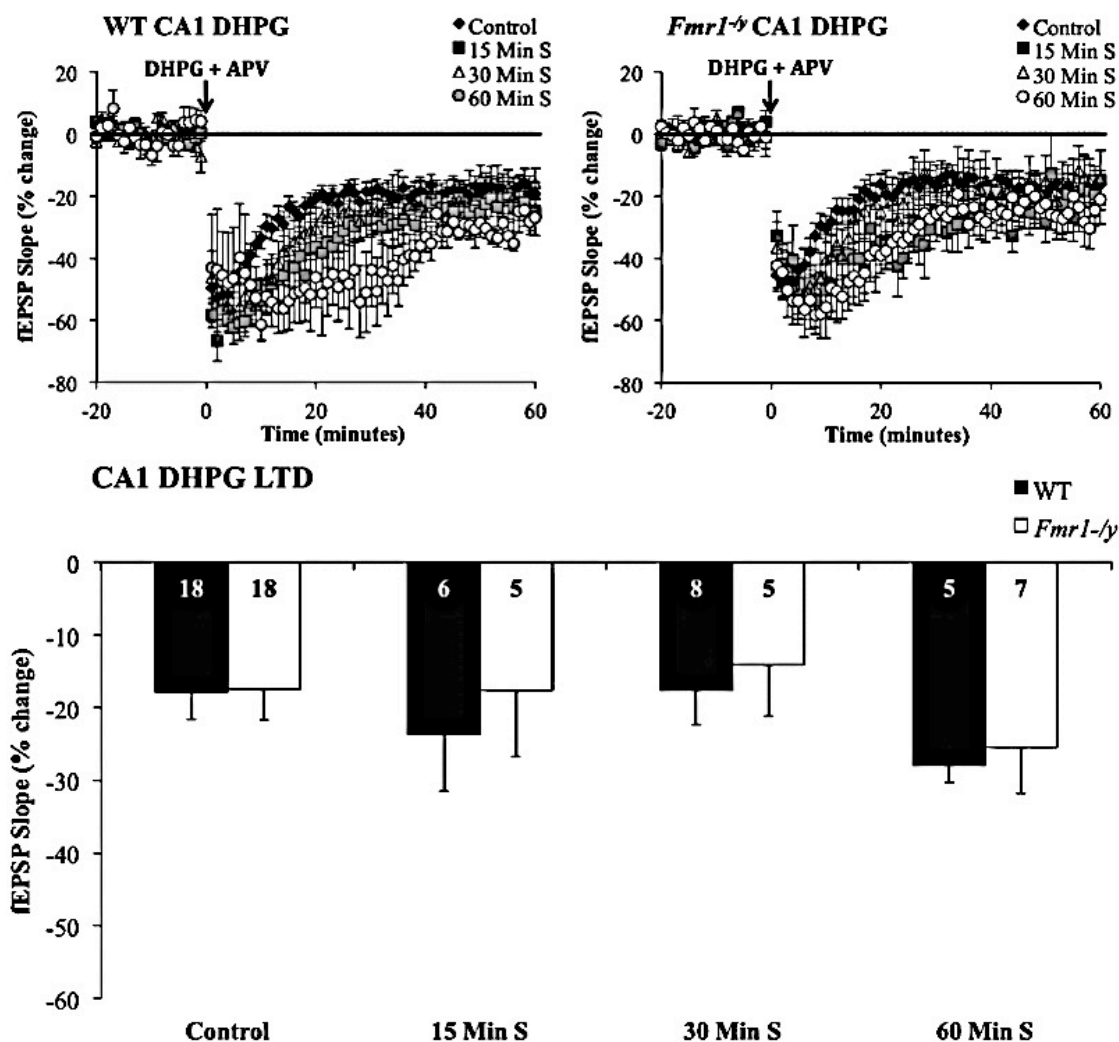 WT CA1 DHPG
Control
15 Min S
30 Min S
60 Min S
DHPG + APV
20
0
-20
-40
-60
-80
fEPSP Slope (% change)
-20 0 20 40 60
Time (minutes)
Fmr1-/y CA1 DHPG
Control
15 Min S
30 Min S
60 Min S
DHPG + APV
20
0
-20
-40
-60
-80
fEPSP Slope (% change)
-20 0 20 40 60
Time (minutes)
CA1 DHPG LTD
WT
Fmr1-/y
0
-10
-20
-30
-40
-50
-60
fEPSP Slope (% change)
18 18 6 5 8 5 5 7
Control 15 Min S 30 Min S 60 Min S